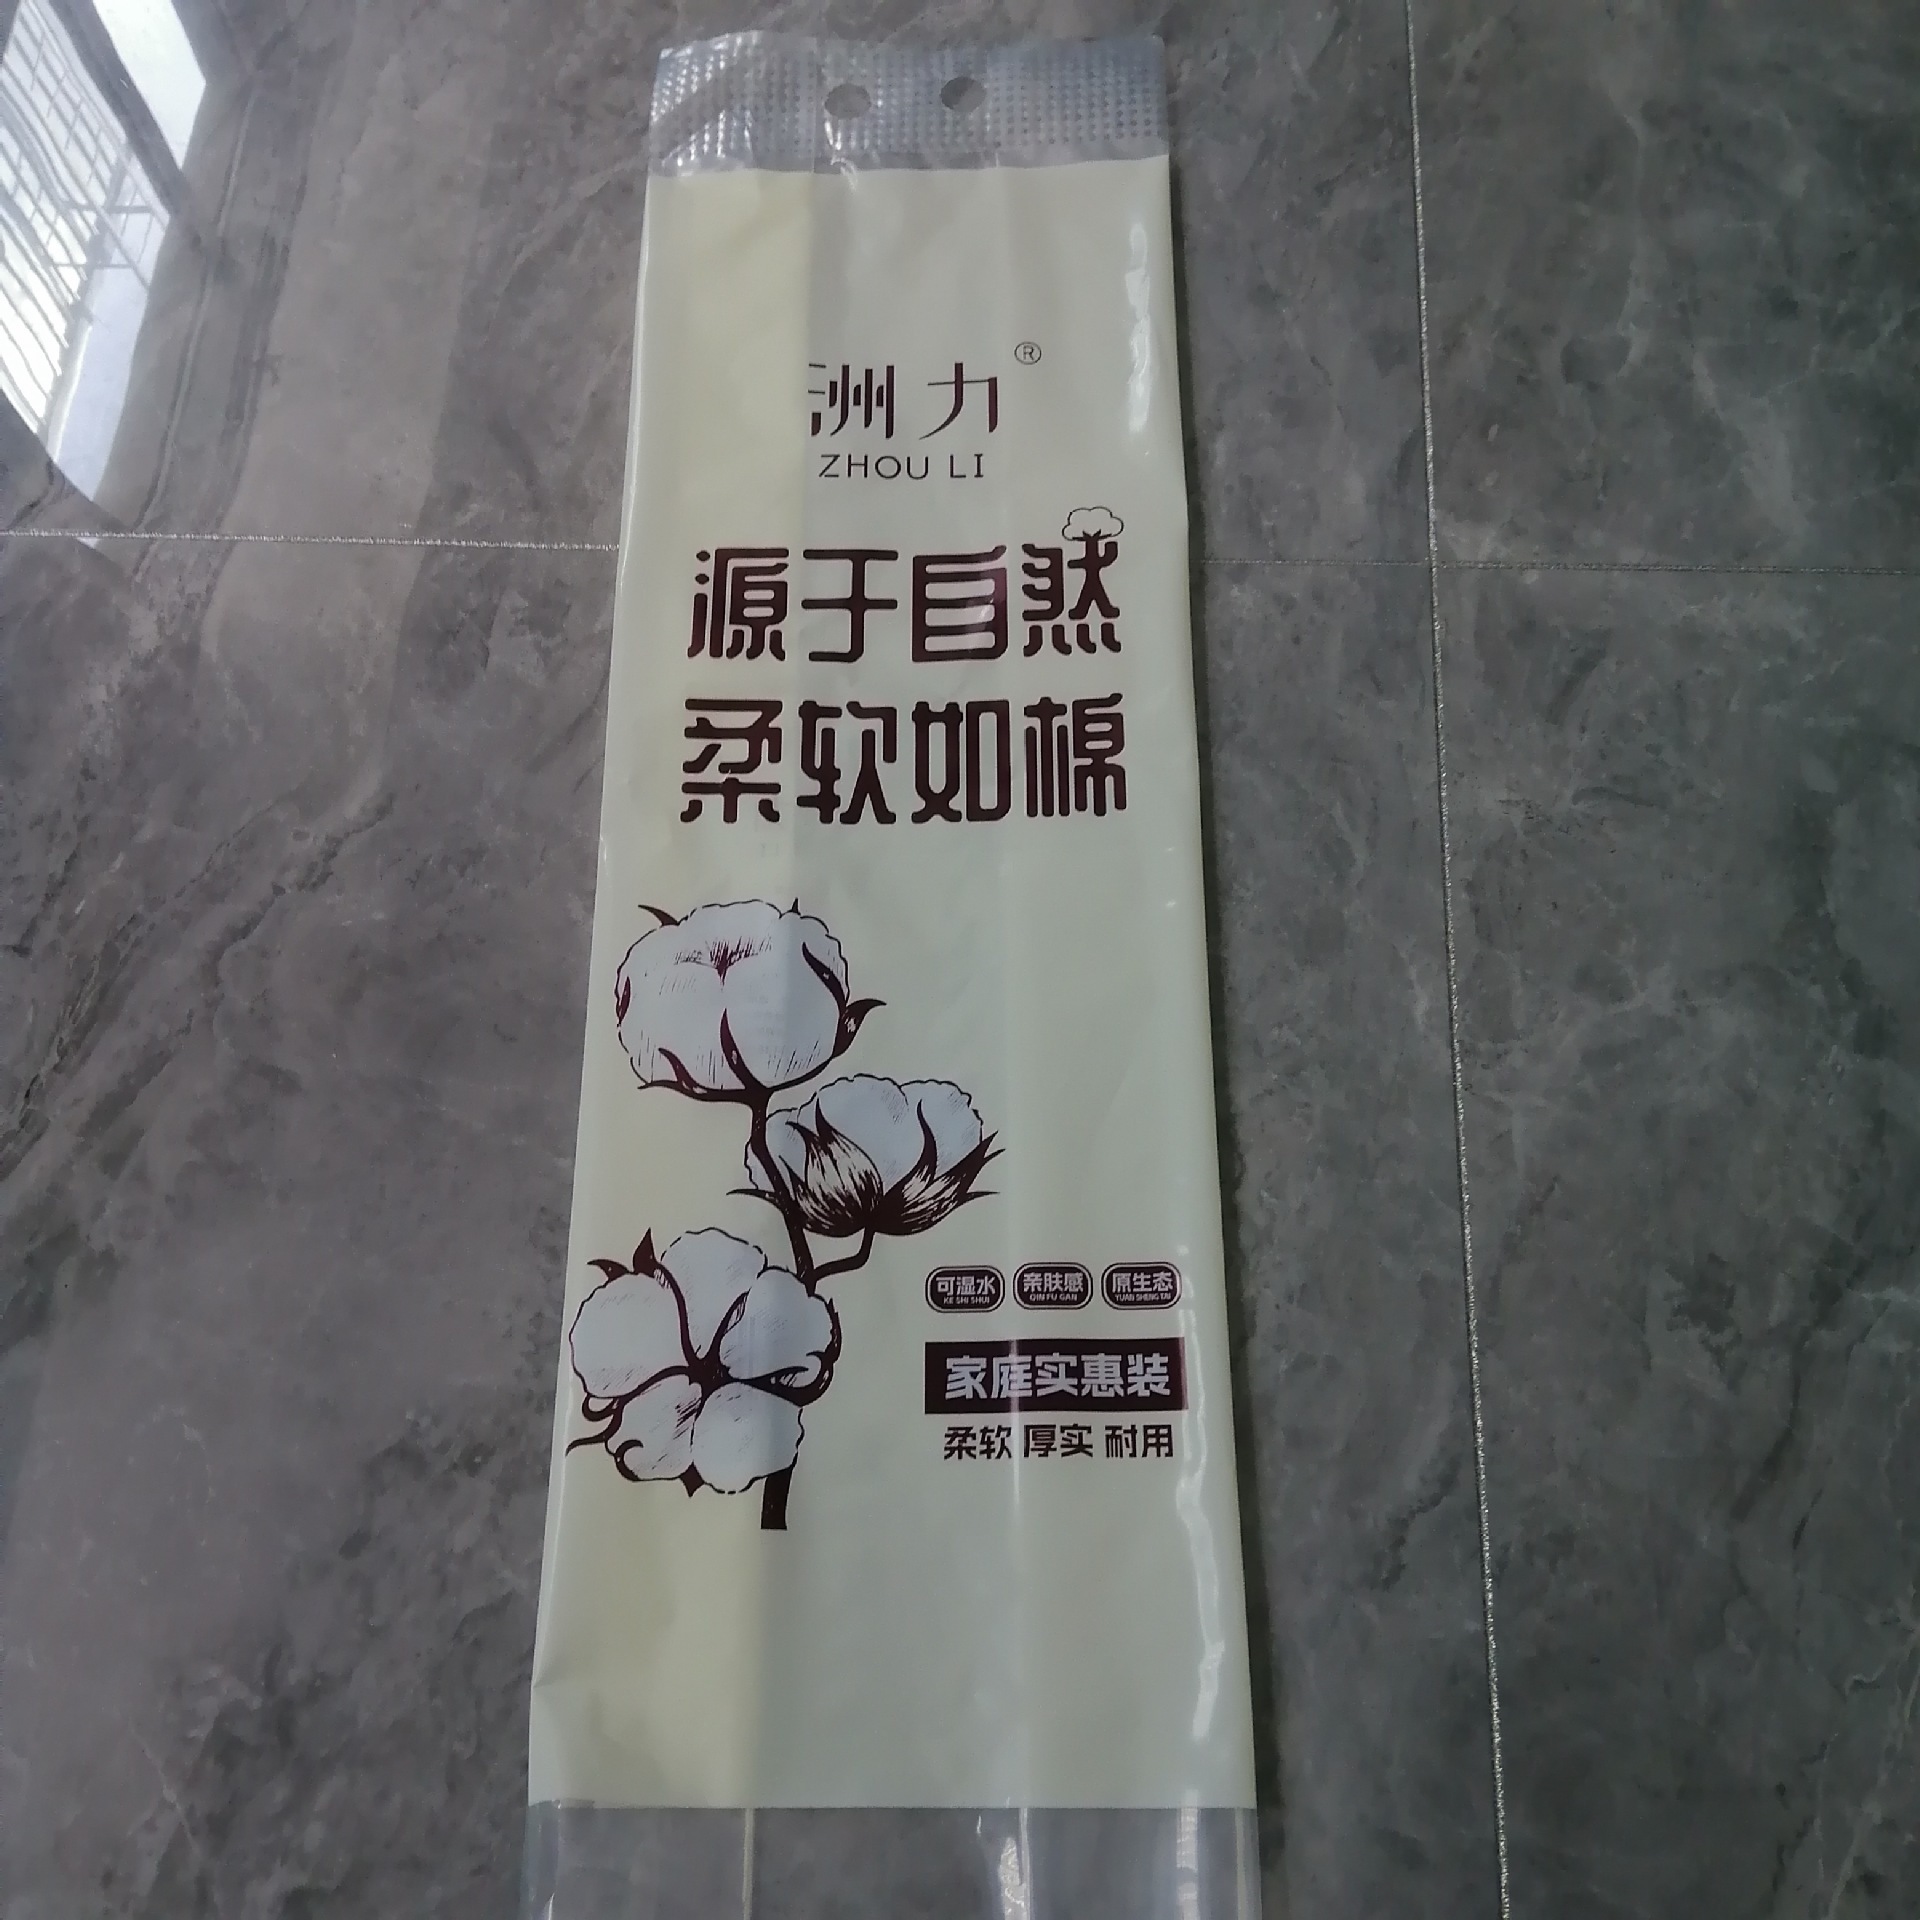 洲力®
ZHOU LI
源于自然
柔软如棉
可湿水 亲肤感 原生态
KE SHI SHUI QIN FU GAN YUAN SHENG TAI
家庭实惠装
柔软 厚实 耐用